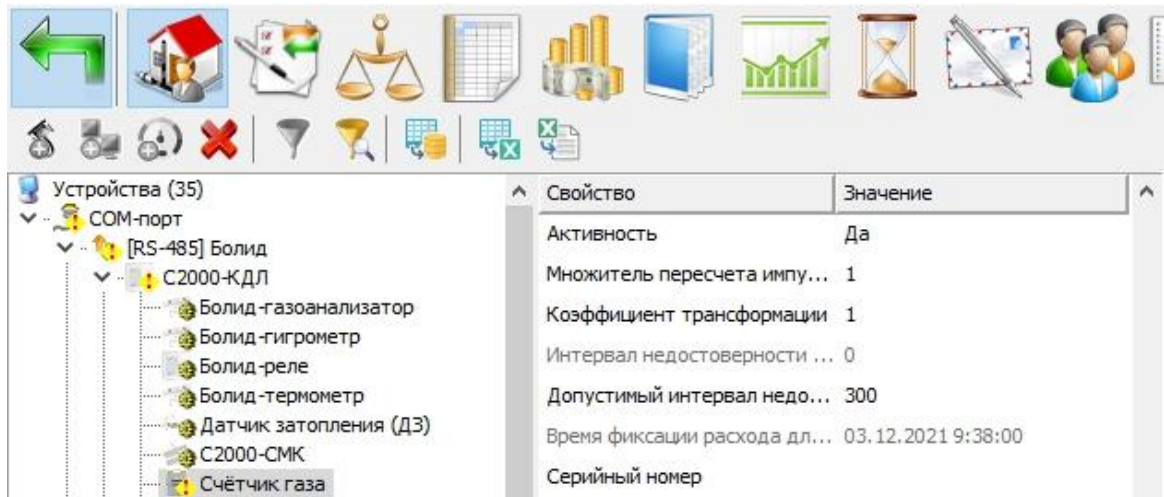 Устройства (35)
COM-порт
[RS-485] Болид
С2000-КДЛ
Болид-газоанализатор
Болид-гигрометр
Болид-реле
Болид-термометр
Датчик затопления (ДЗ)
С2000-СМК
Счётчик газа
Свойство Значение
Активность Да
Множитель пересчета импу... 1
Коэффициент трансформации 1
Интервал недостоверности ... 0
Допустимый интервал недо... 300
Время фиксации расхода дл... 03.12.2021 9:38:00
Серийный номер